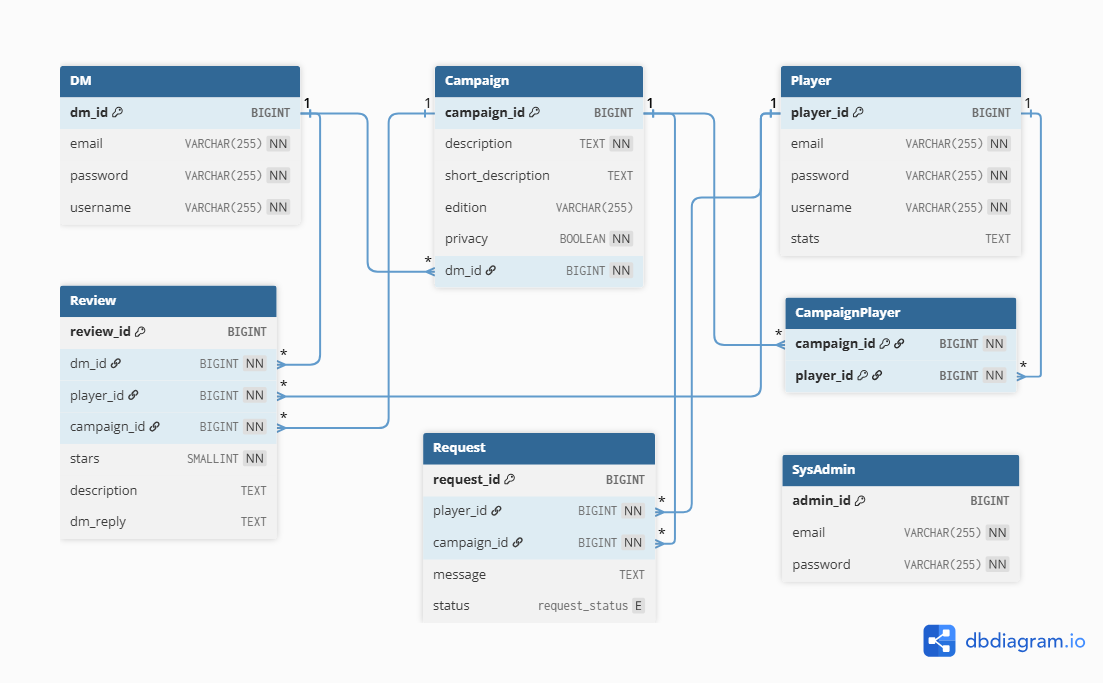 DM
dm_id BIGINT
email VARCHAR(255) NN
password VARCHAR(255) NN
username VARCHAR(255) NN
1
*
Campaign
1
1
campaign_id BIGINT
description TEXT NN
short_description TEXT
edition VARCHAR(255)
privacy BOOLEAN NN
dm_id BIGINT NN
Player
1
1
player_id BIGINT
email VARCHAR(255) NN
password VARCHAR(255) NN
username VARCHAR(255) NN
stats TEXT
Review
review_id BIGINT
dm_id BIGINT NN
*
player_id BIGINT NN
*
campaign_id BIGINT NN
*
stars SMALLINT NN
description TEXT
dm_reply TEXT
CampaignPlayer
*
campaign_id BIGINT NN
*
player_id BIGINT NN
Request
request_id BIGINT
*
player_id BIGINT NN
*
campaign_id BIGINT NN
message TEXT
status request_status E
SysAdmin
admin_id BIGINT
email VARCHAR(255) NN
password VARCHAR(255) NN
dbdiagram.io